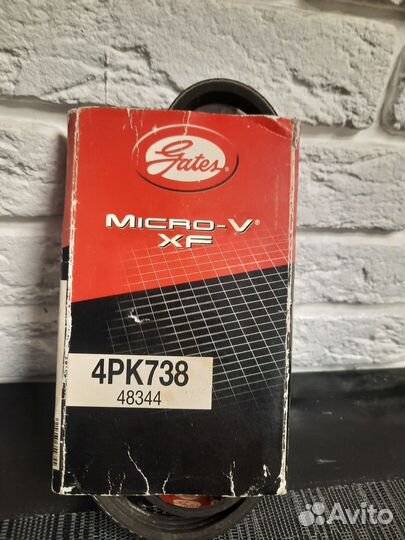 Gates®
MICRO-V®
XF
4PK738
48344
Avito